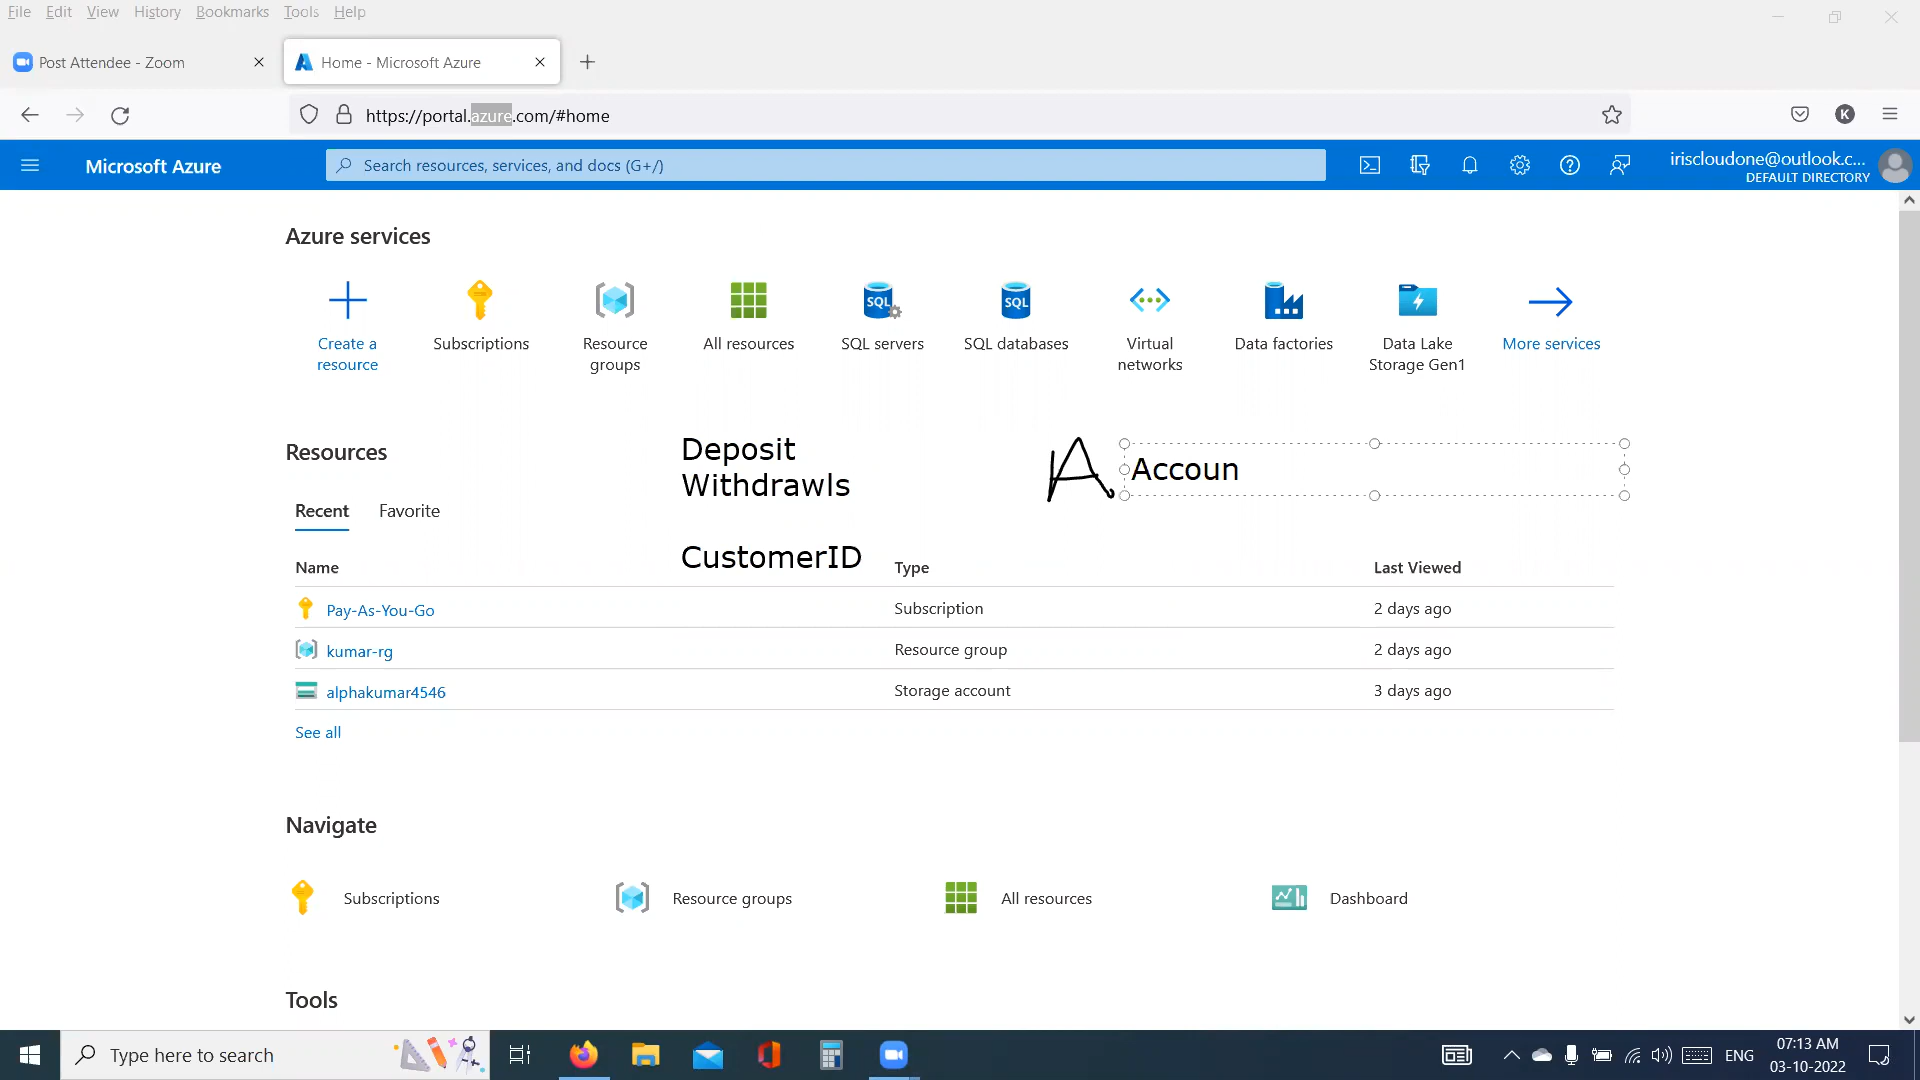 File Edit View History Bookmarks Tools Help
Post Attendee - Zoom
Home - Microsoft Azure
https://portal.azure.com/#home
K
Microsoft Azure
Search resources, services, and docs (G+/)
iriscloudone@outlook.c...
DEFAULT DIRECTORY
Azure services
Create a resource
Subscriptions
Resource groups
All resources
SQL servers
SQL databases
Virtual networks
Data factories
Data Lake Storage Gen1
More services
Resources
Deposit
Withdrawls
A.
Accoun
Recent Favorite
CustomerID
Name Type Last Viewed
Pay-As-You-Go Subscription 2 days ago
kumar-rg Resource group 2 days ago
alphakumar4546 Storage account 3 days ago
See all
Navigate
Subscriptions Resource groups All resources Dashboard
Tools
Type here to search
ENG
07:13 AM
03-10-2022